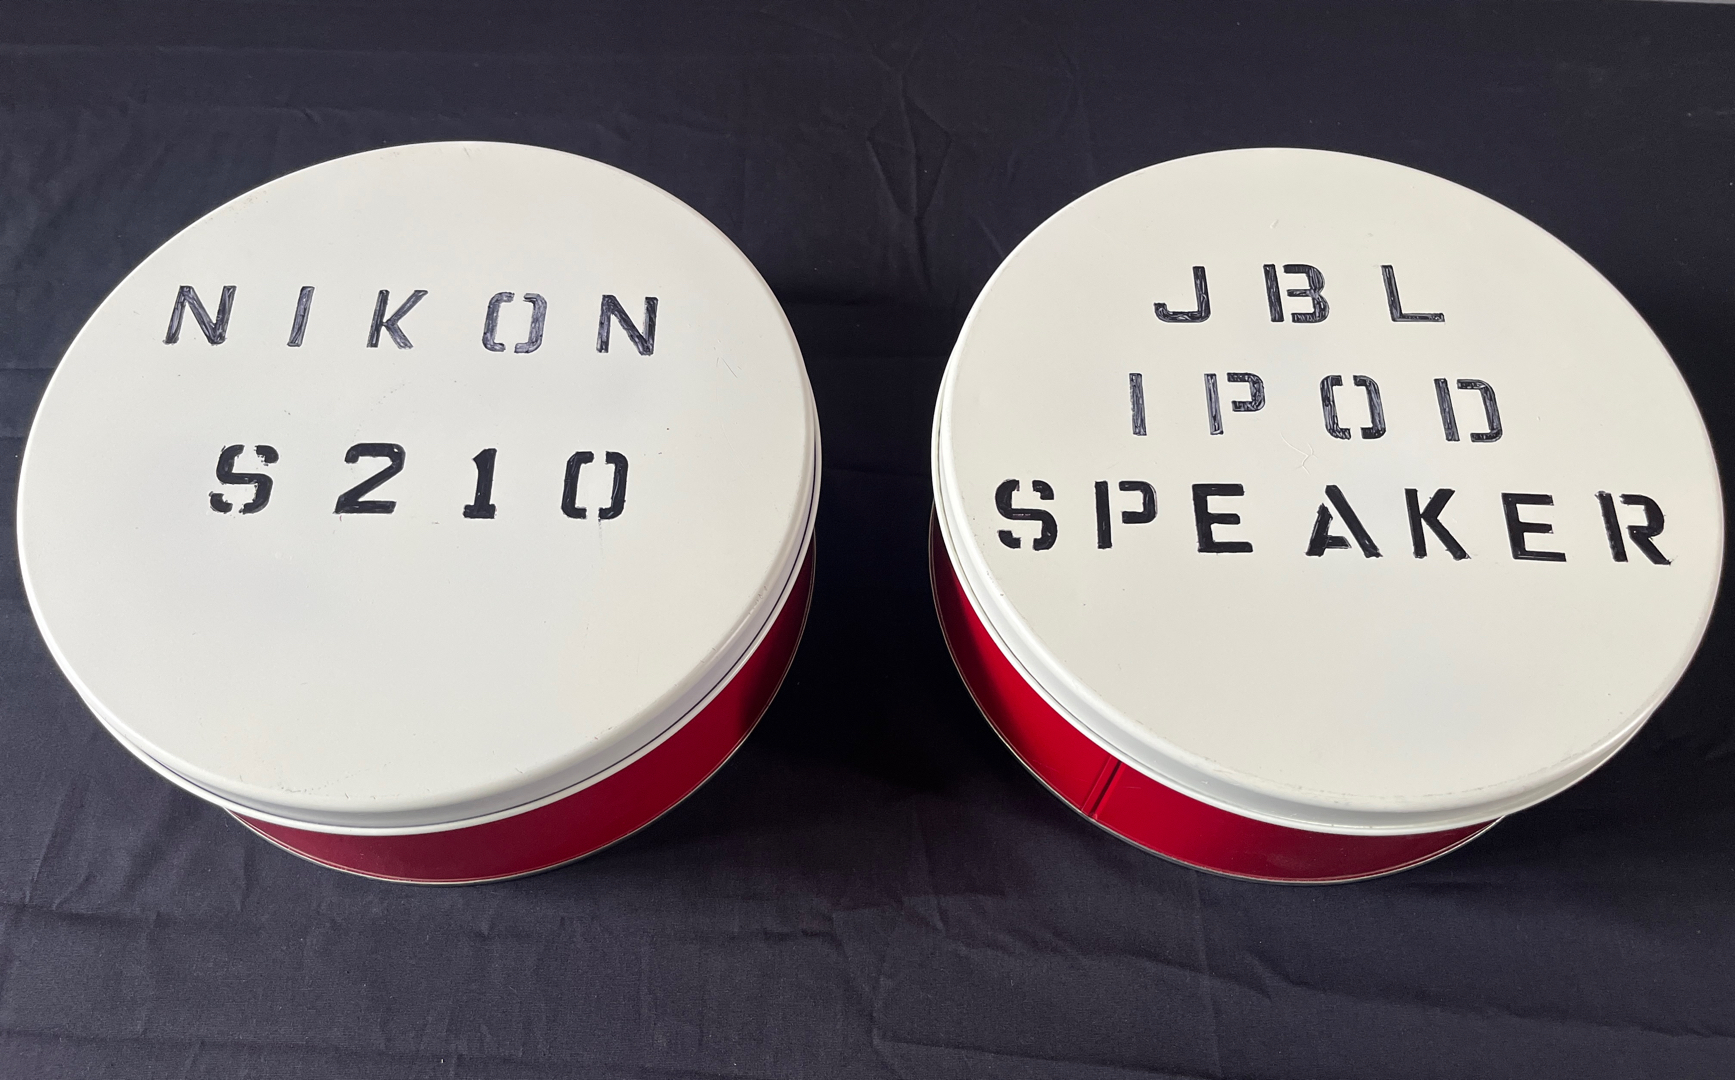 NIKON
S210
JBL
IPOD
SPEAKER